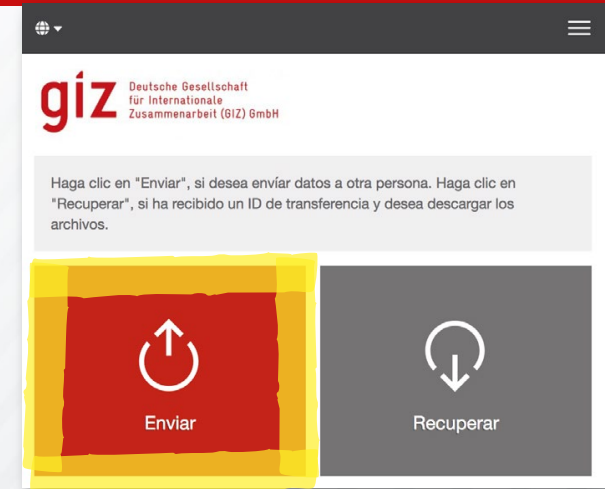 giz Deutsche Gesellschaft
für Internationale
Zusammenarbeit (GIZ) GmbH
Haga clic en "Enviar", si desea envíar datos a otra persona. Haga clic en
"Recuperar", si ha recibido un ID de transferencia y desea descargar los
archivos.
Enviar
Recuperar